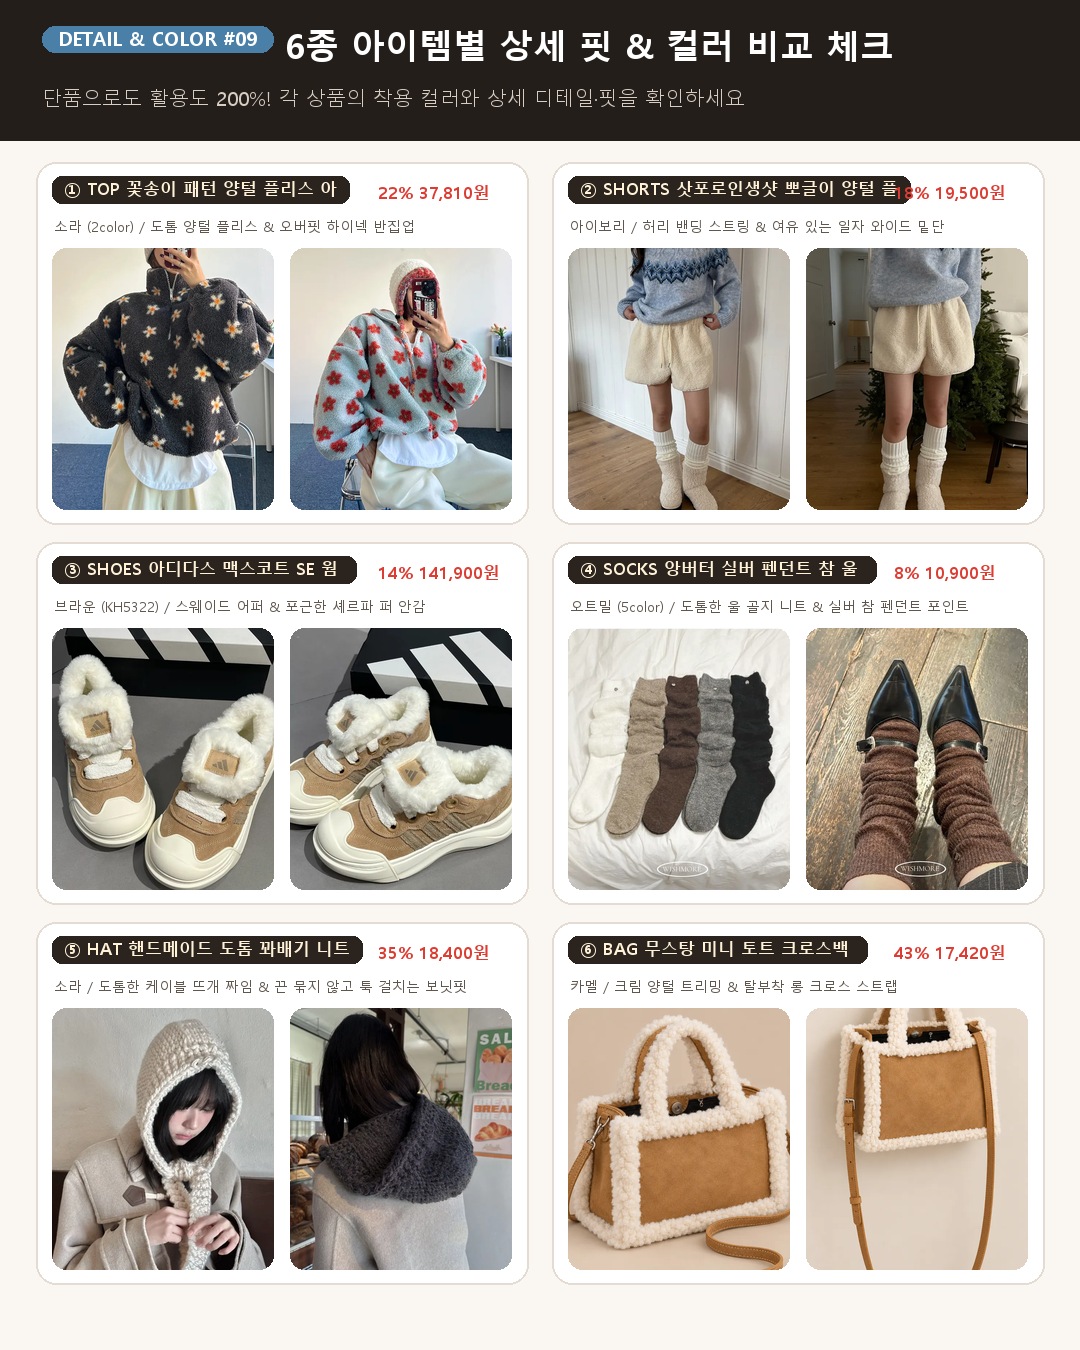 DETAIL & COLOR #09
6종 아이템별 상세 핏 & 컬러 비교 체크
단품으로도 활용도 200%! 각 상품의 착용 컬러와 상세 디테일·핏을 확인하세요
① TOP 꽃송이 패턴 양털 플리스 아
22% 37,810원
소라 (2color) / 도톰 양털 플리스 & 오버핏 하이넥 반집업
② SHORTS 삿포로인생샷 뽀글이 양털 플
18% 19,500원
아이보리 / 허리 밴딩 스트링 & 여유 있는 일자 와이드 밑단
③ SHOES 아디다스 맥스코트 SE 웜
14% 141,900원
브라운 (KH5322) / 스웨이드 어퍼 & 포근한 셰르파 퍼 안감
④ SOCKS 앙버터 실버 펜던트 참 울
8% 10,900원
오트밀 (5color) / 도톰한 울 골지 니트 & 실버 참 펜던트 포인트
WISHMORE
WISHMORE
⑤ HAT 핸드메이드 도톰 꽈배기 니트
35% 18,400원
소라 / 도톰한 케이블 뜨개 짜임 & 끈 묶지 않고 툭 걸치는 보닛핏
SAL
Bread
BREAD
⑥ BAG 무스탕 미니 토트 크로스백
43% 17,420원
카멜 / 크림 양털 트리밍 & 탈부착 롱 크로스 스트랩